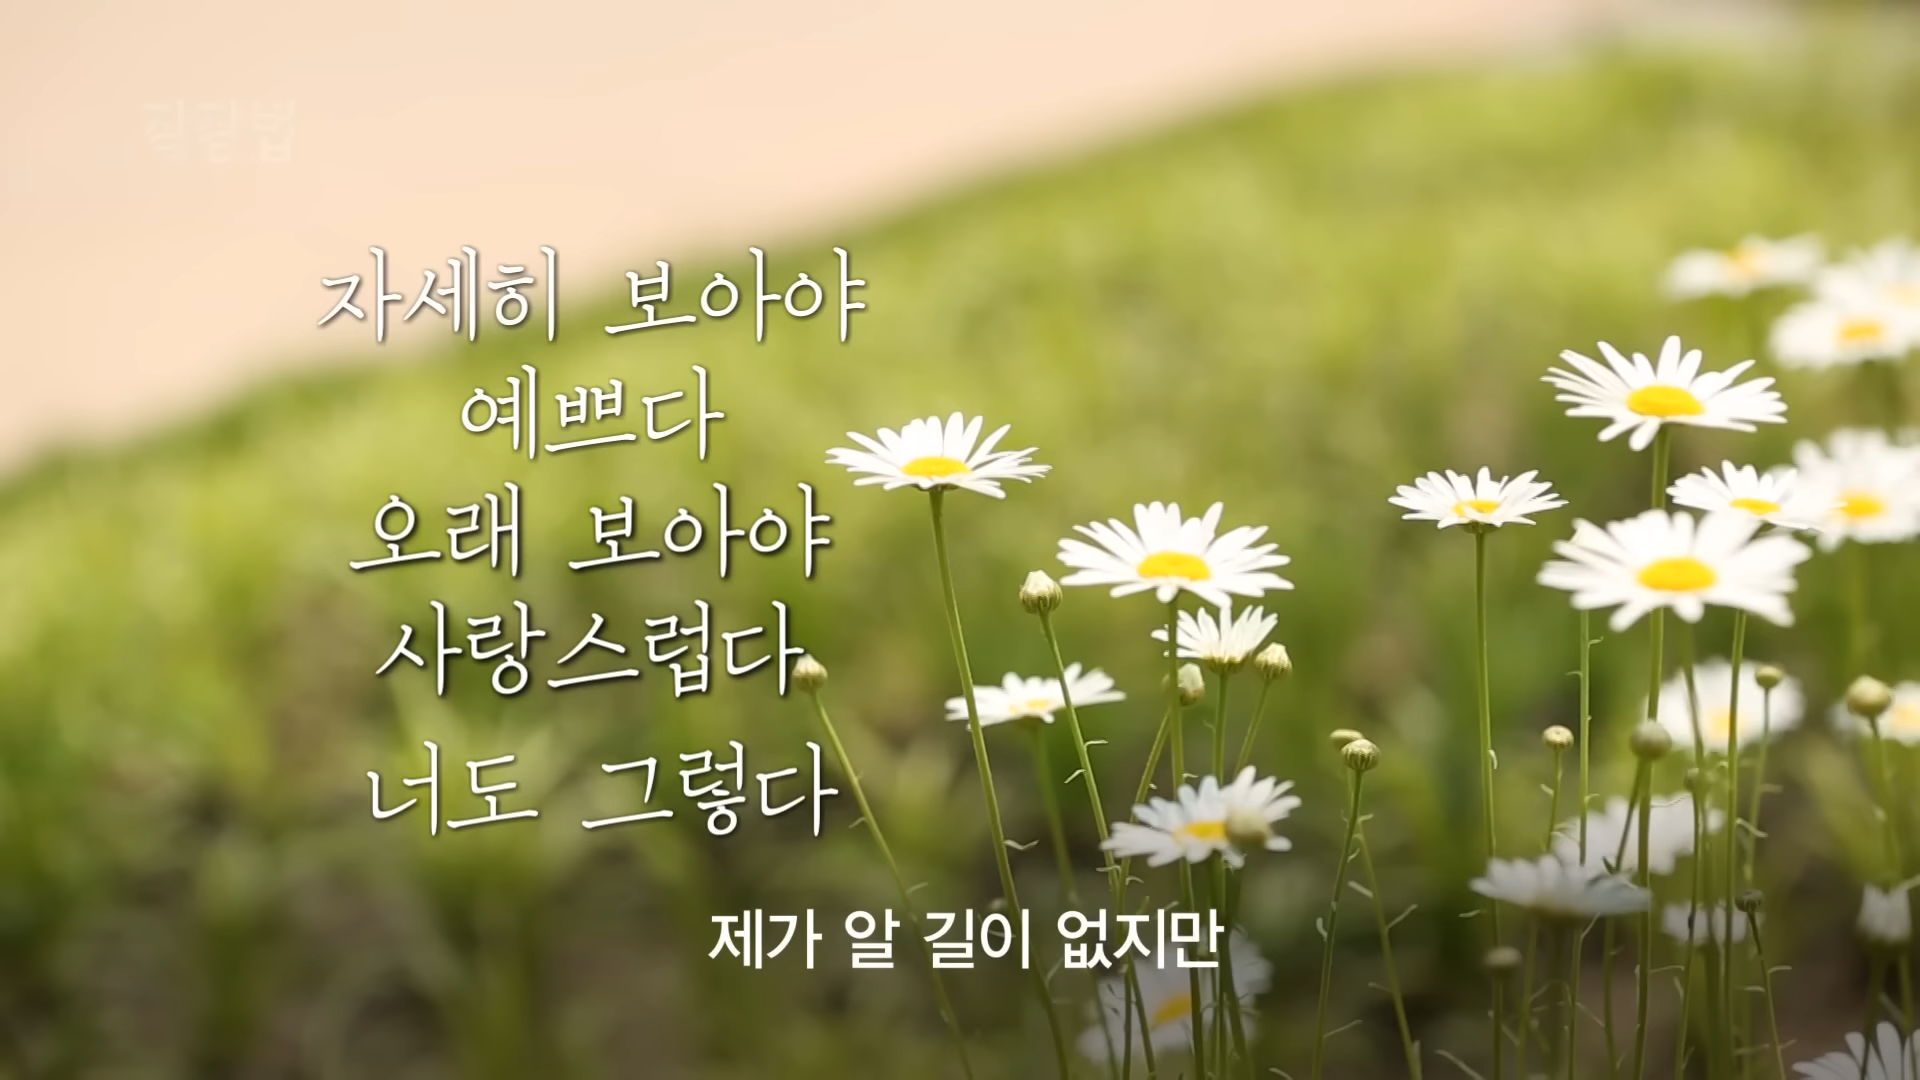 자세히 보아야
예쁘다
오래 보아야
사랑스럽다
너도 그렇다
제가 알 길이 없지만